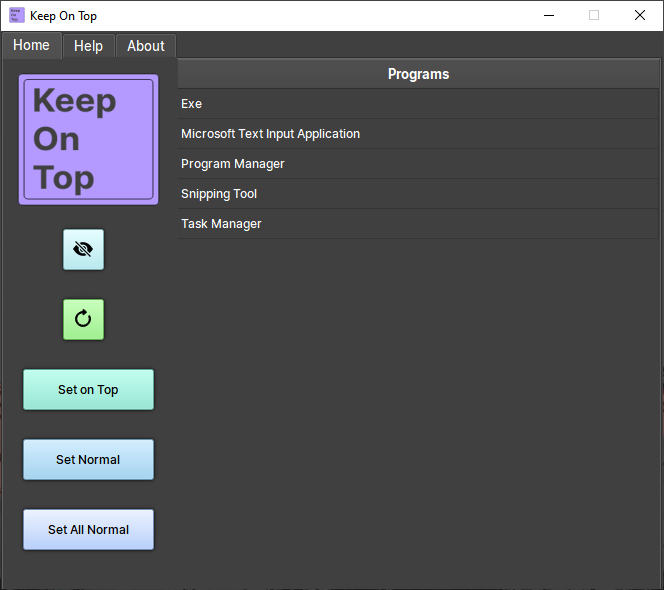 Keep On Top
Home Help About
Keep
On
Top
Programs
Exe
Microsoft Text Input Application
Program Manager
Snipping Tool
Task Manager
Set on Top
Set Normal
Set All Normal